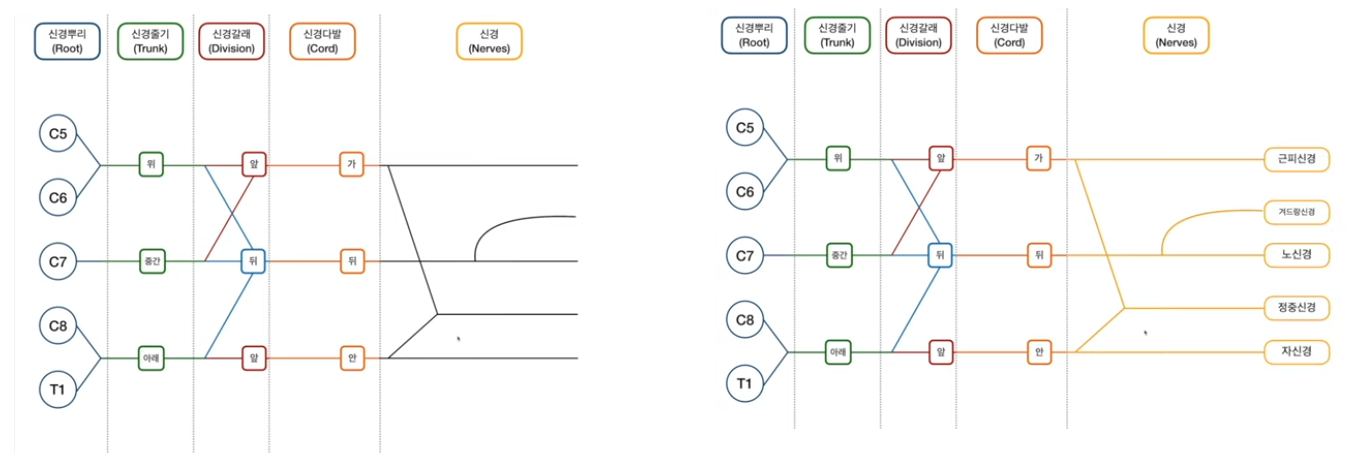 신경뿌리
(Root)
신경줄기
(Trunk)
신경갈래
(Division)
신경다발
(Cord)
신경
(Nerves)
C5
C6
C7
C8
T1
위
중간
아래
앞
뒤
앞
가
뒤
안
신경뿌리
(Root)
신경줄기
(Trunk)
신경갈래
(Division)
신경다발
(Cord)
신경
(Nerves)
C5
C6
C7
C8
T1
위
중간
아래
앞
뒤
앞
가
뒤
안
근피신경
겨드랑신경
노신경
정중신경
자신경